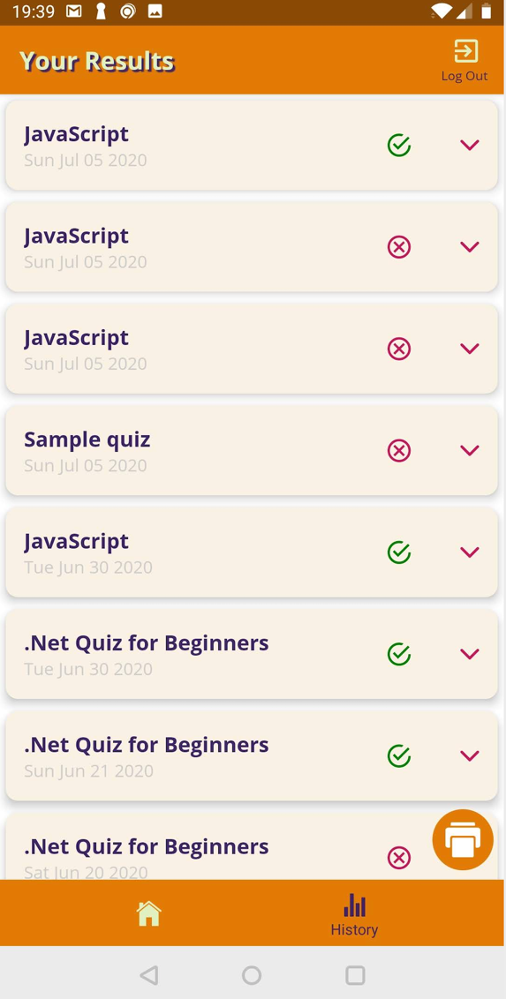 19:39
Your Results
Log Out
JavaScript
Sun Jul 05 2020
JavaScript
Sun Jul 05 2020
JavaScript
Sun Jul 05 2020
Sample quiz
Sun Jul 05 2020
JavaScript
Tue Jun 30 2020
.Net Quiz for Beginners
Tue Jun 30 2020
.Net Quiz for Beginners
Sun Jun 21 2020
.Net Quiz for Beginners
Sat Jun 20 2020
History